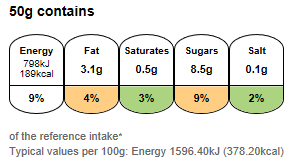 50g contains
Energy Fat Saturates Sugars Salt
798kJ
189kcal 3.1g 0.5g 8.5g 0.1g
9% 4% 3% 9% 2%
of the reference intake*
Typical values per 100g: Energy 1596.40kJ (378.20kcal)